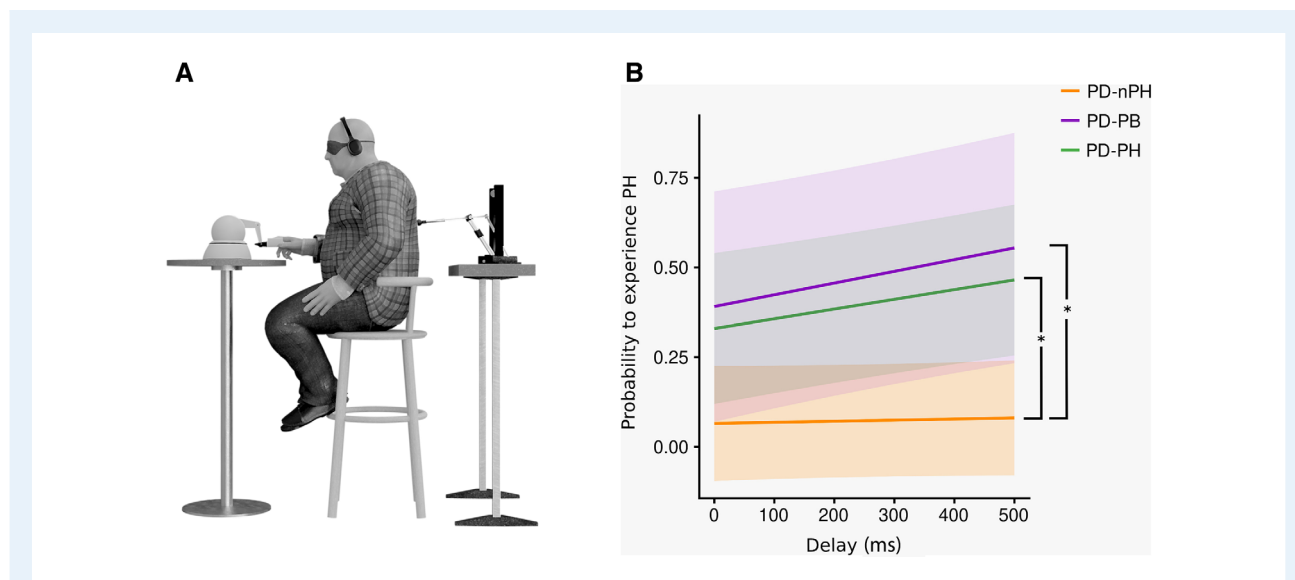 A
B
PD-nPH
PD-PB
PD-PH
Probability to experience PH
0.75
0.50
0.25
0.00
*
*
0 100 200 300 400 500
Delay (ms)